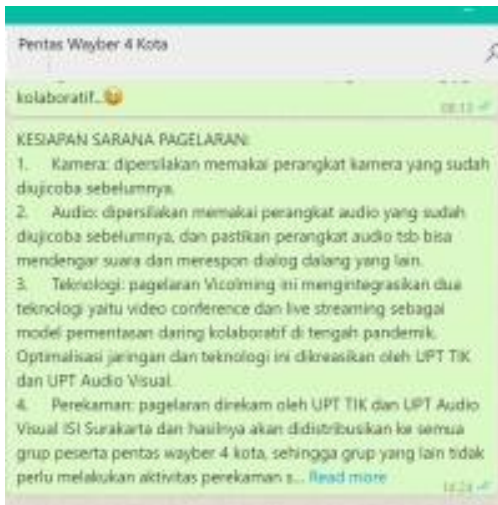 Pentas Wayber 4 Kota
kolaboratif..😆
08:13
KESIAPAN SARANA PAGELARAN:
1. Kamera: dipersilakan memakai perangkat kamera yang sudah
diujicoba sebelumnya.
2. Audio: dipersilakan memakai perangkat audio yang sudah
diujicoba sebelumnya, dan pastikan perangkat audio tsb bisa
mendengar suara dan merespon dialog dalang yang lain.
3. Teknologi: pagelaran Vicolming ini mengintegrasikan dua
teknologi yaitu video conference dan live streaming sebagai
model pementasan daring kolaboratif di tengah pandemik.
Optimalisasi jaringan dan teknologi ini dikreasikan oleh UPT TIK
dan UPT Audio Visual.
4. Perekaman: pagelaran direkam oleh UPT TIK dan UPT Audio
Visual ISI Surakarta dan hasilnya akan didistribusikan ke semua
grup peserta pentas wayber 4 kota, sehingga grup yang lain tidak
perlu melakukan aktivitas perekaman s... Read more
14:24